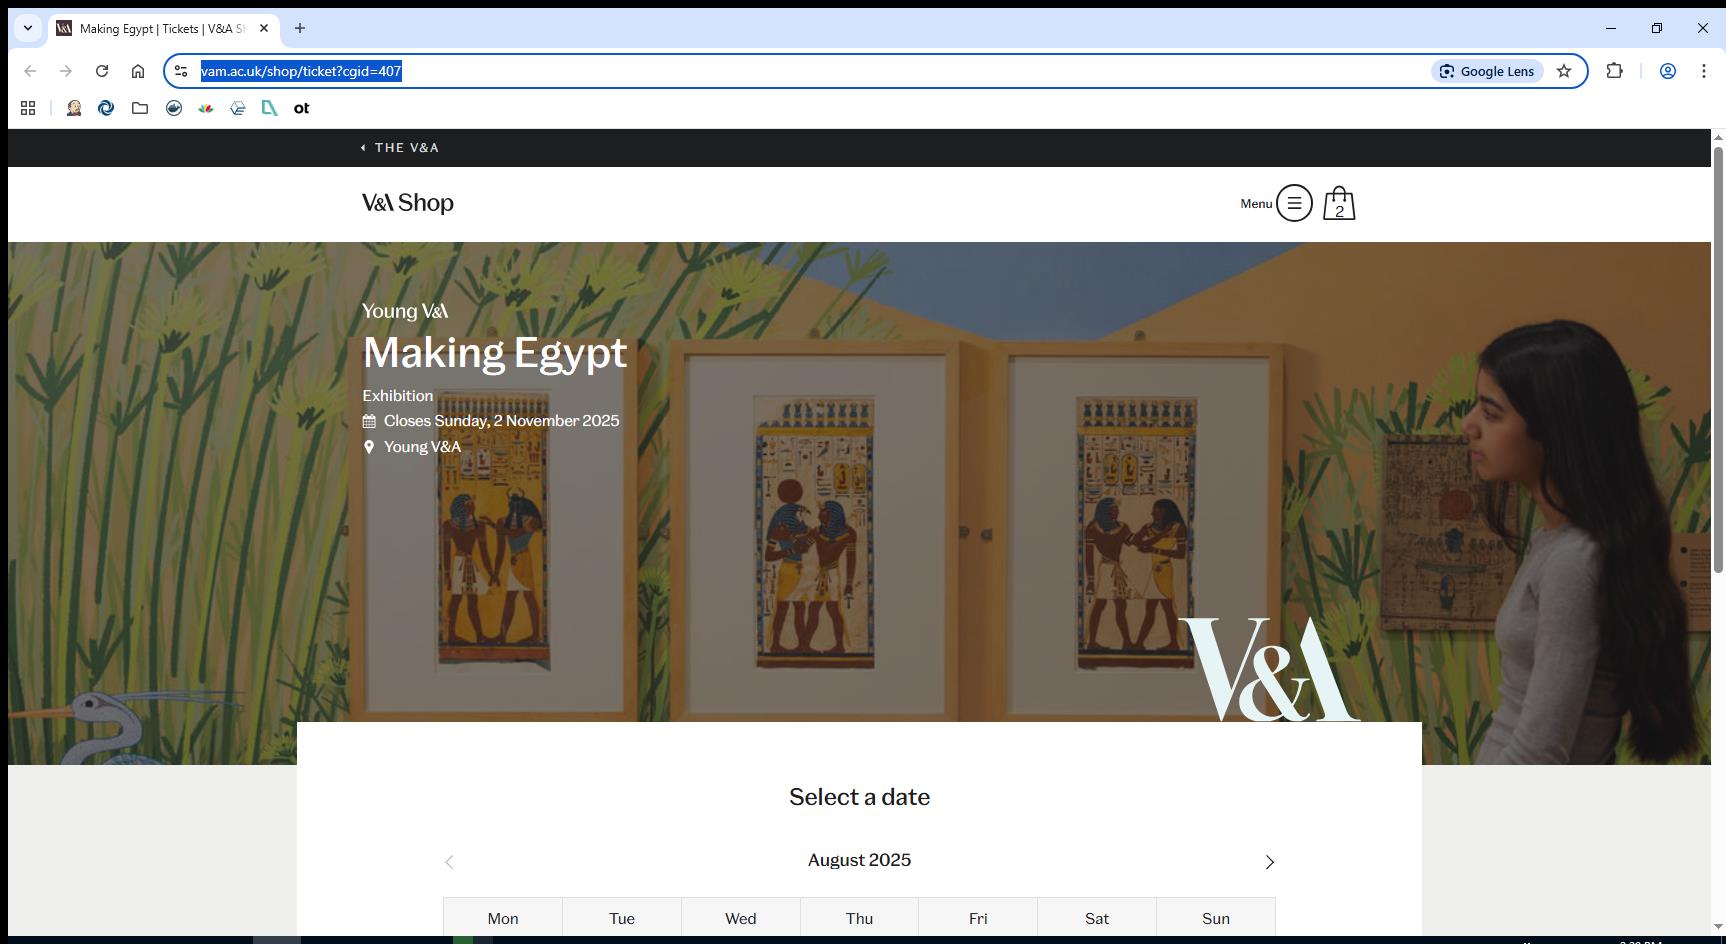 Making Egypt | Tickets | V&A S
vam.ac.uk/shop/ticket?cgid=407
Google Lens
ot
THE V&A
V&A Shop
Menu
2
Young V&A
Making Egypt
Exhibition
Closes Sunday, 2 November 2025
Young V&A
V&A
Select a date
August 2025
Mon Tue Wed Thu Fri Sat Sun